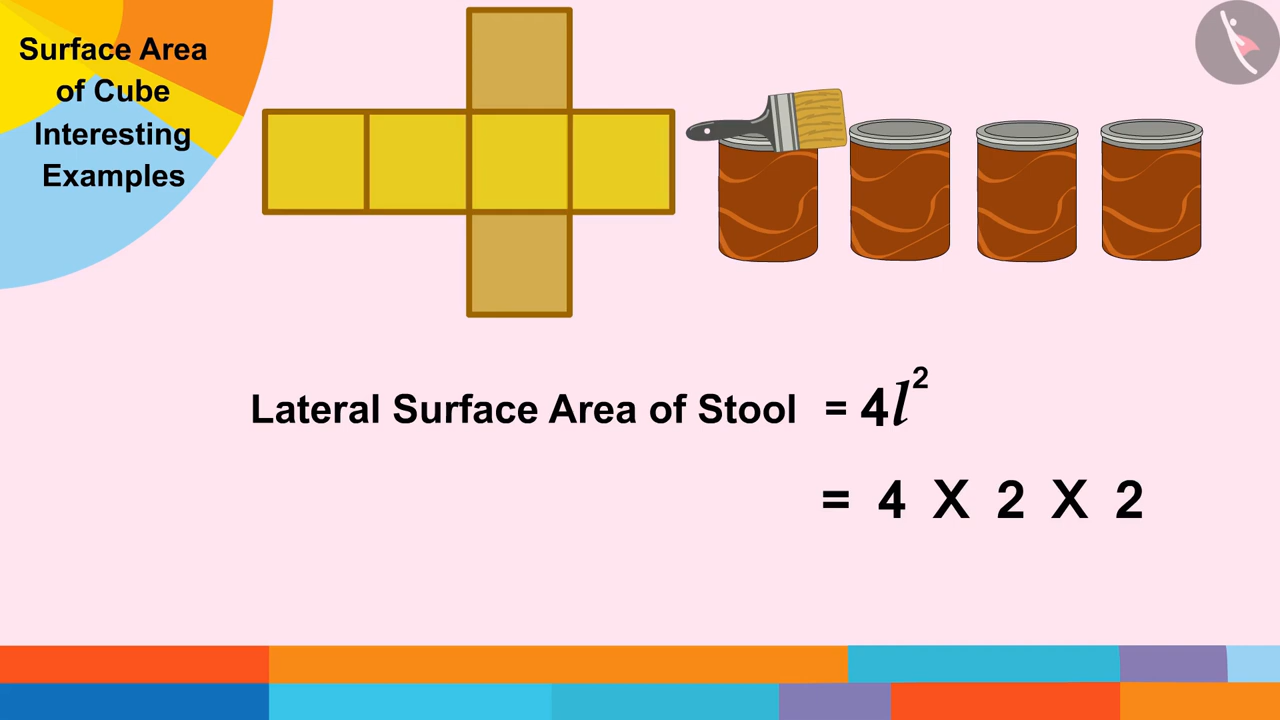 Surface Area
of Cube
Interesting
Examples
Lateral Surface Area of Stool = 4l²
= 4 X 2 X 2